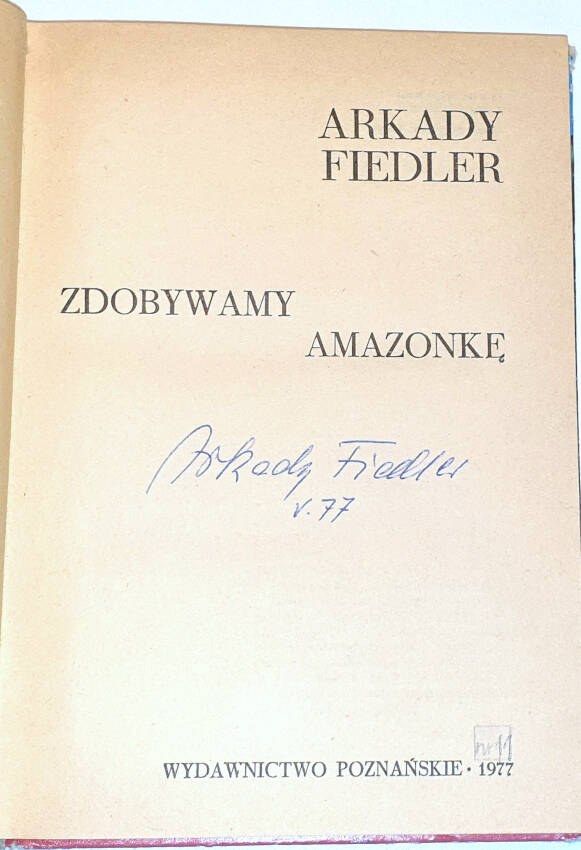 ARKADY
FIEDLER
ZDOBYWAMY
AMAZONKĘ
Arkady Fiedler
V. 77
WYDAWNICTWO POZNAŃSKIE • 1977